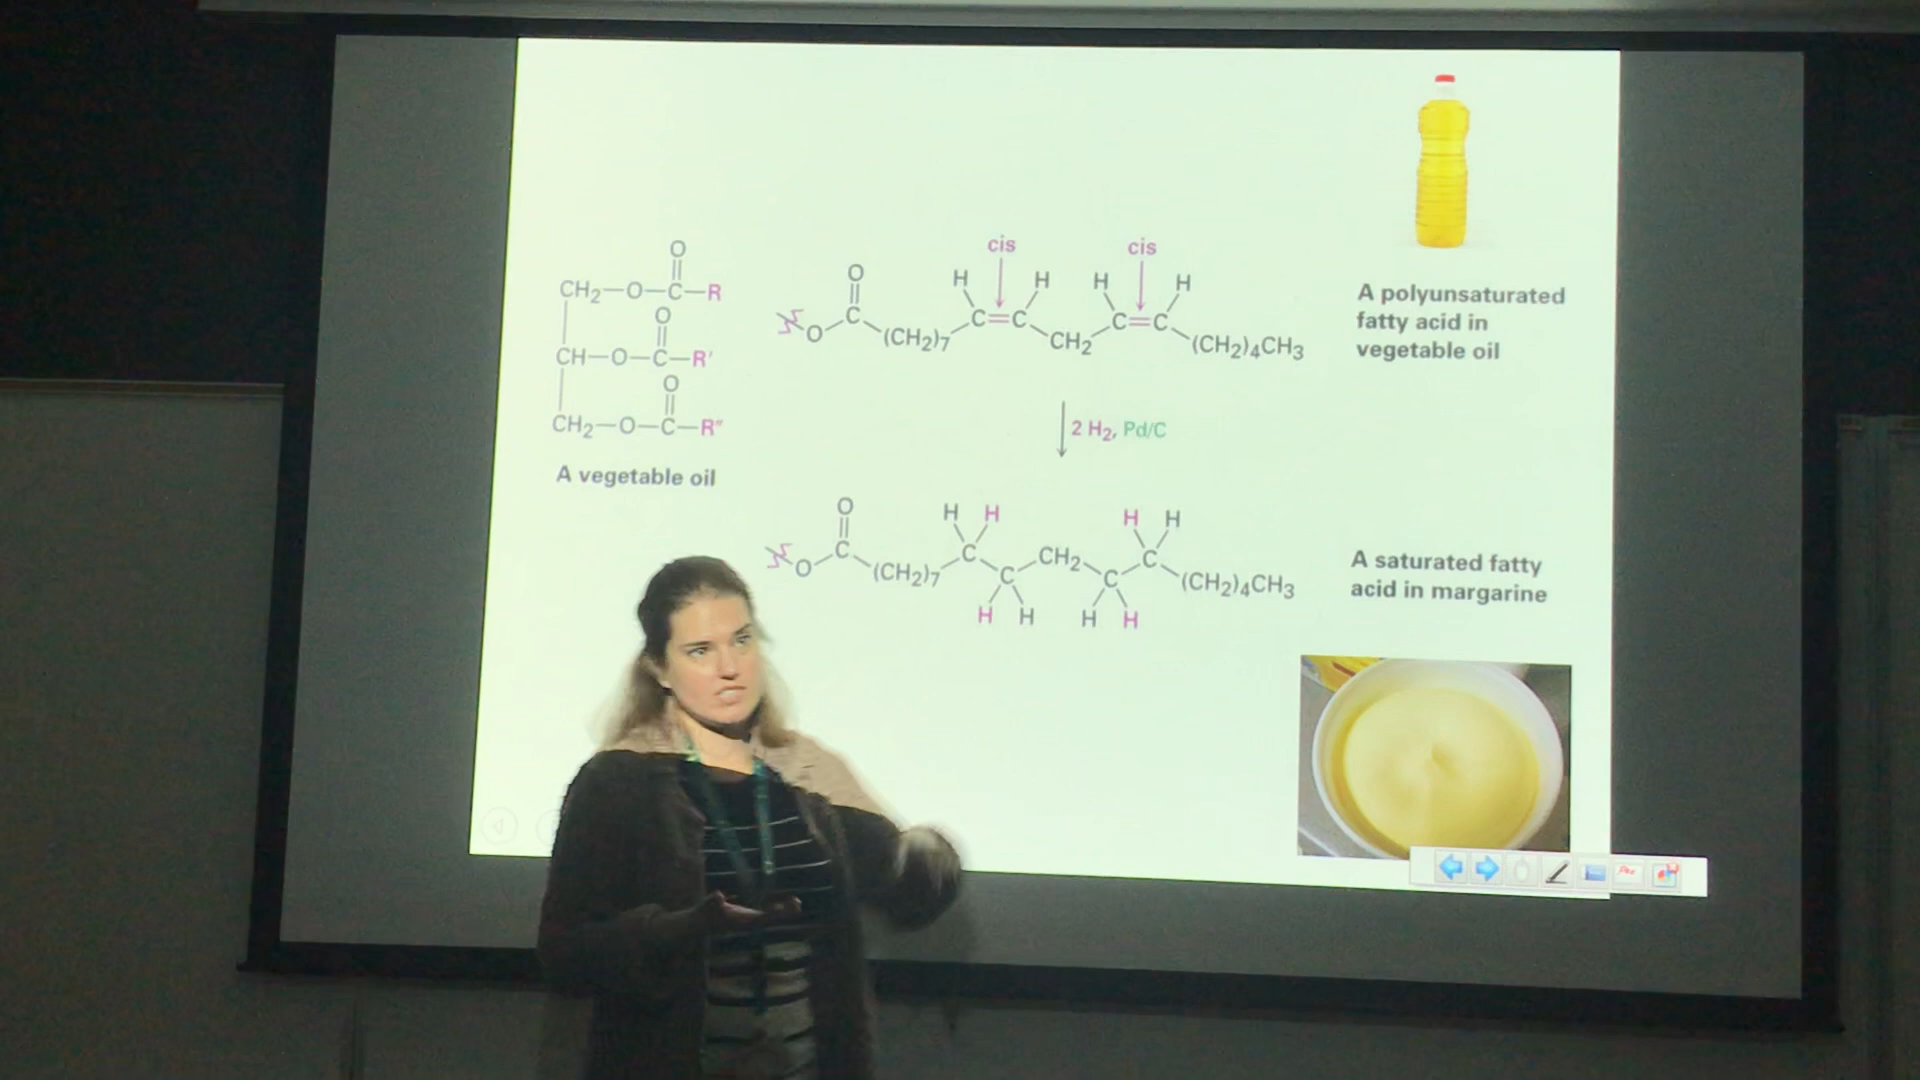 O
CH2—O—C—R
O
CH—O—C—R'
O
CH2—O—C—R"
A vegetable oil
cis cis
O H H H H
O C (CH2)7 C=C CH2 C=C (CH2)4CH3
A polyunsaturated
fatty acid in
vegetable oil
2 H2, Pd/C
O H H H H
O C (CH2)7 C C CH2 C C (CH2)4CH3
H H H H
A saturated fatty
acid in margarine